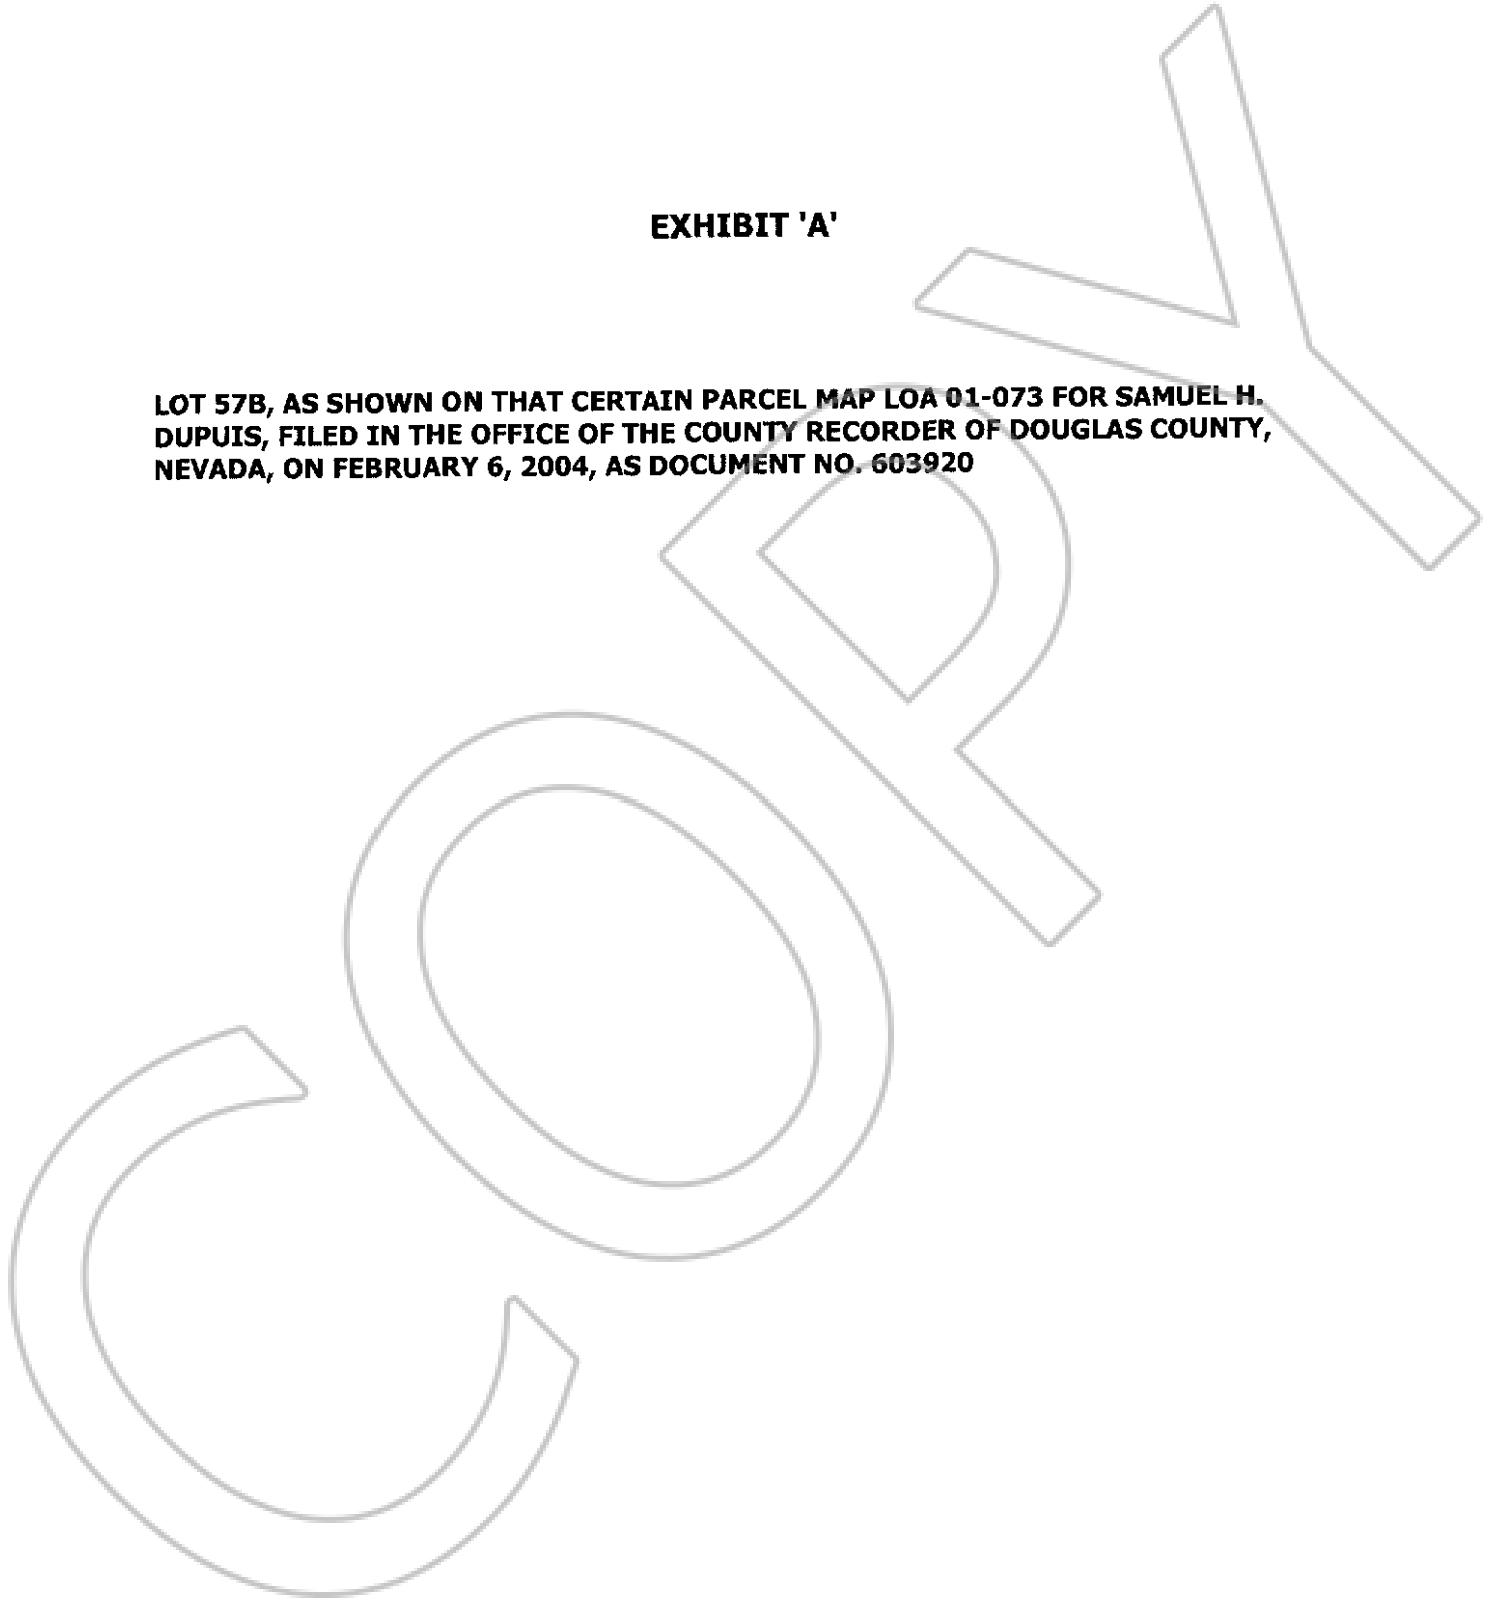 EXHIBIT 'A'
LOT 57B, AS SHOWN ON THAT CERTAIN PARCEL MAP LOA 01-073 FOR SAMUEL H.
DUPUIS, FILED IN THE OFFICE OF THE COUNTY RECORDER OF DOUGLAS COUNTY,
NEVADA, ON FEBRUARY 6, 2004, AS DOCUMENT NO. 603920
COPY